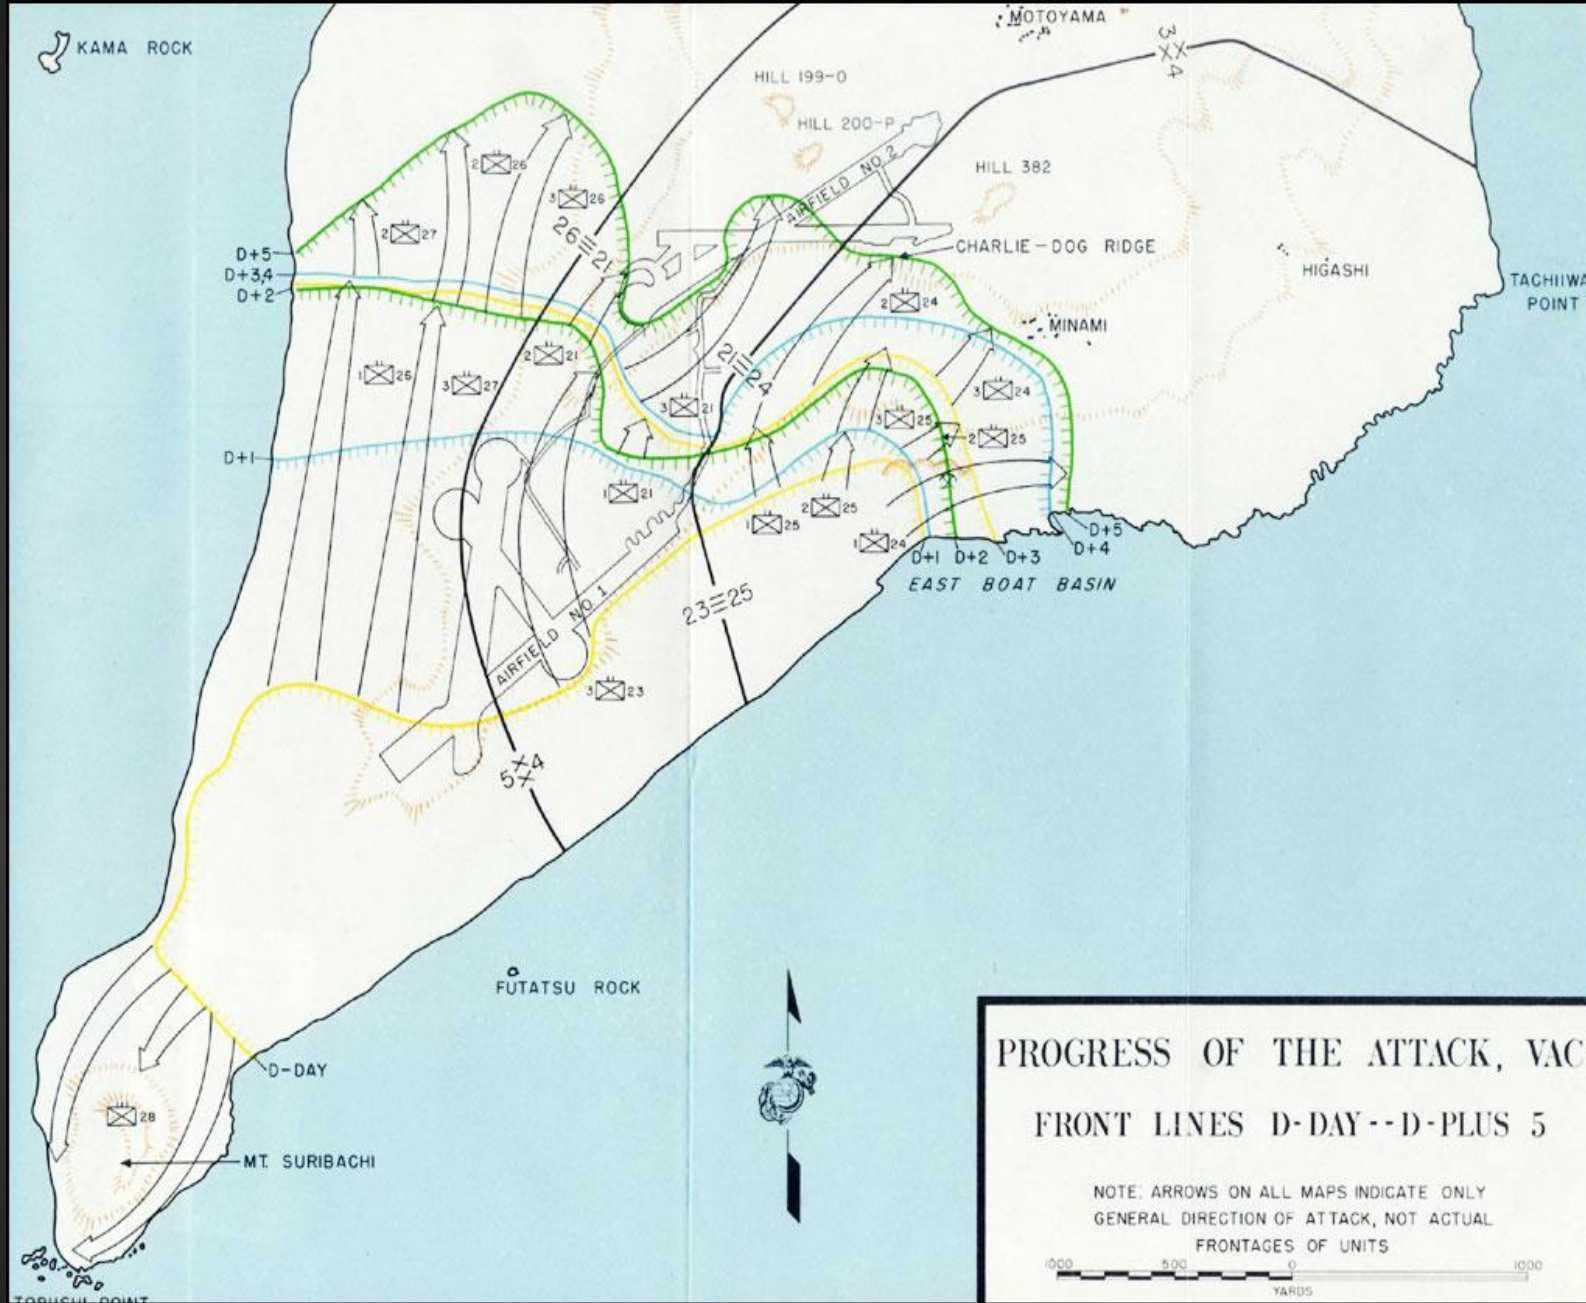 MOTOYAMA
KAMA ROCK
3 XX 4
HILL 199-O
HILL 200-P
AIRFIELD NO. 2
HILL 382
2 26
3 26
2 27
26 21
CHARLIE-DOG RIDGE
D+5
D+3,4
D+2
HIGASHI
TACHIIWA
POINT
2 24
MINAMI
2 21
21 24
1 26
3 27
3 24
3 21
3 25
2 25
D+1
1 21
2 25
1 25
1 24
D+5
D+4
D+1 D+2 D+3
EAST BOAT BASIN
AIRFIELD NO. 1
23 25
3 23
5 XX 4
FUTATSU ROCK
D-DAY
28
MT. SURIBACHI
PROGRESS OF THE ATTACK, VAC
FRONT LINES D-DAY--D-PLUS 5
NOTE: ARROWS ON ALL MAPS INDICATE ONLY
GENERAL DIRECTION OF ATTACK, NOT ACTUAL
FRONTAGES OF UNITS
1000 500 0 1000
YARDS